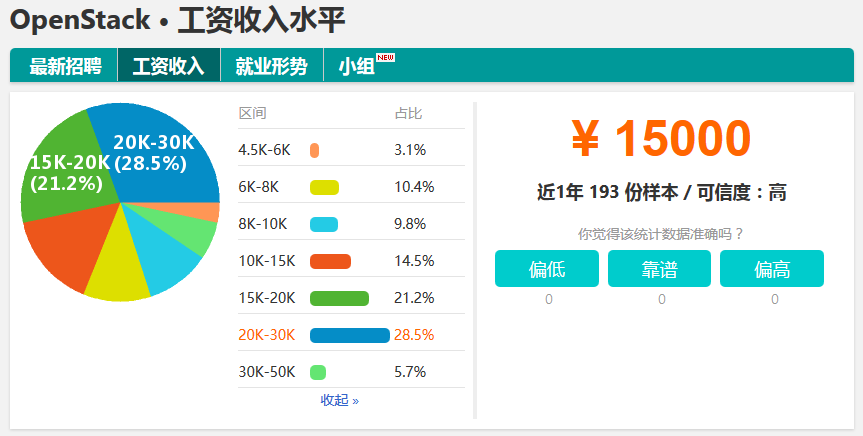 OpenStack • 工资收入水平
最新招聘 工资收入 就业形势 小组 NEW
20K-30K
(28.5%)
15K-20K
(21.2%)
区间 占比
4.5K-6K 3.1%
6K-8K 10.4%
8K-10K 9.8%
10K-15K 14.5%
15K-20K 21.2%
20K-30K 28.5%
30K-50K 5.7%
收起 »
¥ 15000
近1年 193 份样本 / 可信度：高
你觉得该统计数据准确吗？
偏低 靠谱 偏高
0 0 0